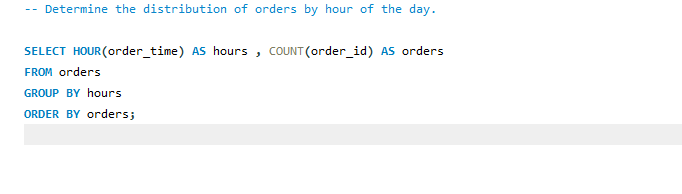 -- Determine the distribution of orders by hour of the day.
SELECT HOUR(order_time) AS hours , COUNT(order_id) AS orders
FROM orders
GROUP BY hours
ORDER BY orders;